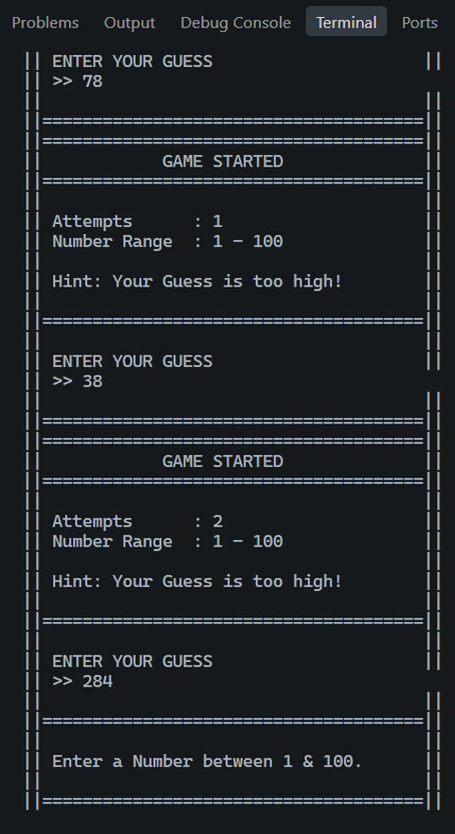 Problems Output Debug Console Terminal Ports
|| ENTER YOUR GUESS ||
|| >> 78
|| ||
||======================================||
||======================================||
|| GAME STARTED ||
||======================================||
|| ||
|| Attempts : 1 ||
|| Number Range : 1 - 100 ||
|| ||
|| Hint: Your Guess is too high! ||
|| ||
||======================================||
|| ||
|| ENTER YOUR GUESS ||
|| >> 38
|| ||
||======================================||
||======================================||
|| GAME STARTED ||
||======================================||
|| ||
|| Attempts : 2 ||
|| Number Range : 1 - 100 ||
|| ||
|| Hint: Your Guess is too high! ||
|| ||
||======================================||
|| ||
|| ENTER YOUR GUESS ||
|| >> 284
|| ||
||======================================||
|| ||
|| Enter a Number between 1 & 100. ||
|| ||
||======================================||